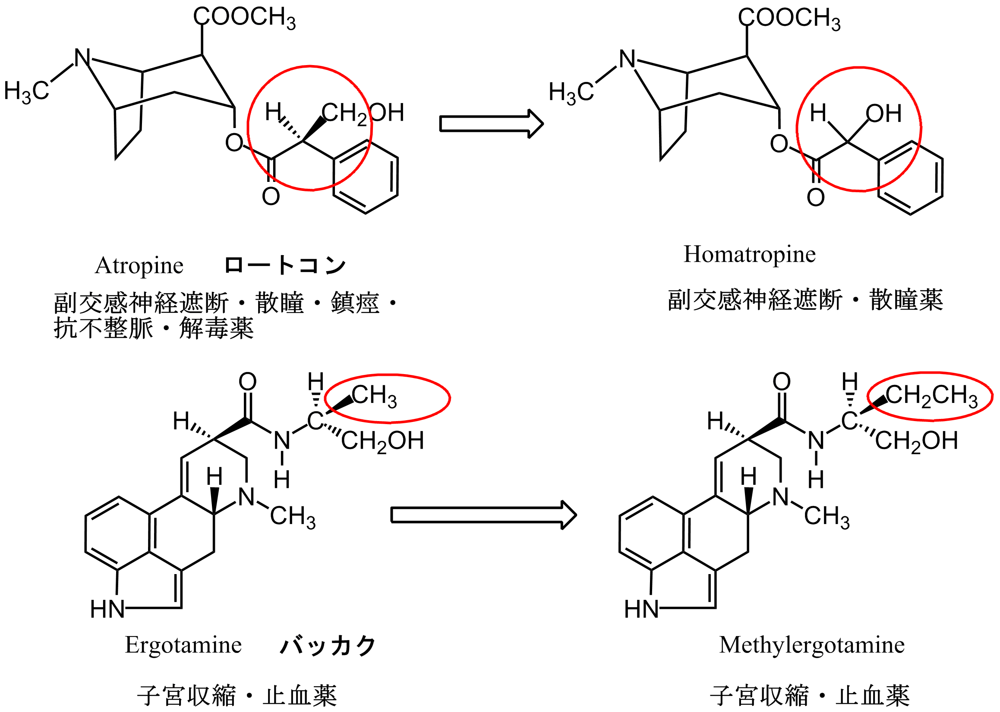 COOCH3
N
H3C
H
CH2OH
O
O
COOCH3
N
H3C
H
OH
O
O
Atropine ロートコン
副交感神経遮断・散瞳・鎮痙・
抗不整脈・解毒薬
Homatropine
副交感神経遮断・散瞳薬
O
H
CH3
H
C
N
CH2OH
H
H
N
CH3
HN
O
H
CH2CH3
H
C
N
CH2OH
H
H
N
CH3
HN
Ergotamine バッカク
子宮収縮・止血薬
Methylergotamine
子宮収縮・止血薬